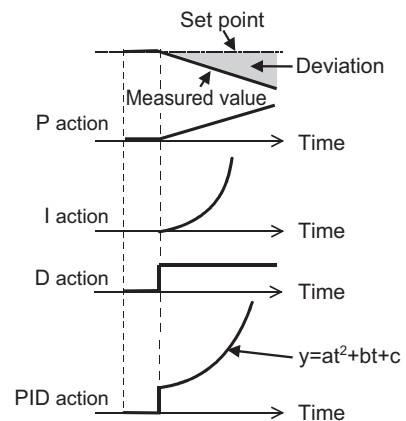 Set point
Deviation
Measured value
P action
Time
I action
Time
D action
Time
y=at²+bt+c
PID action
Time